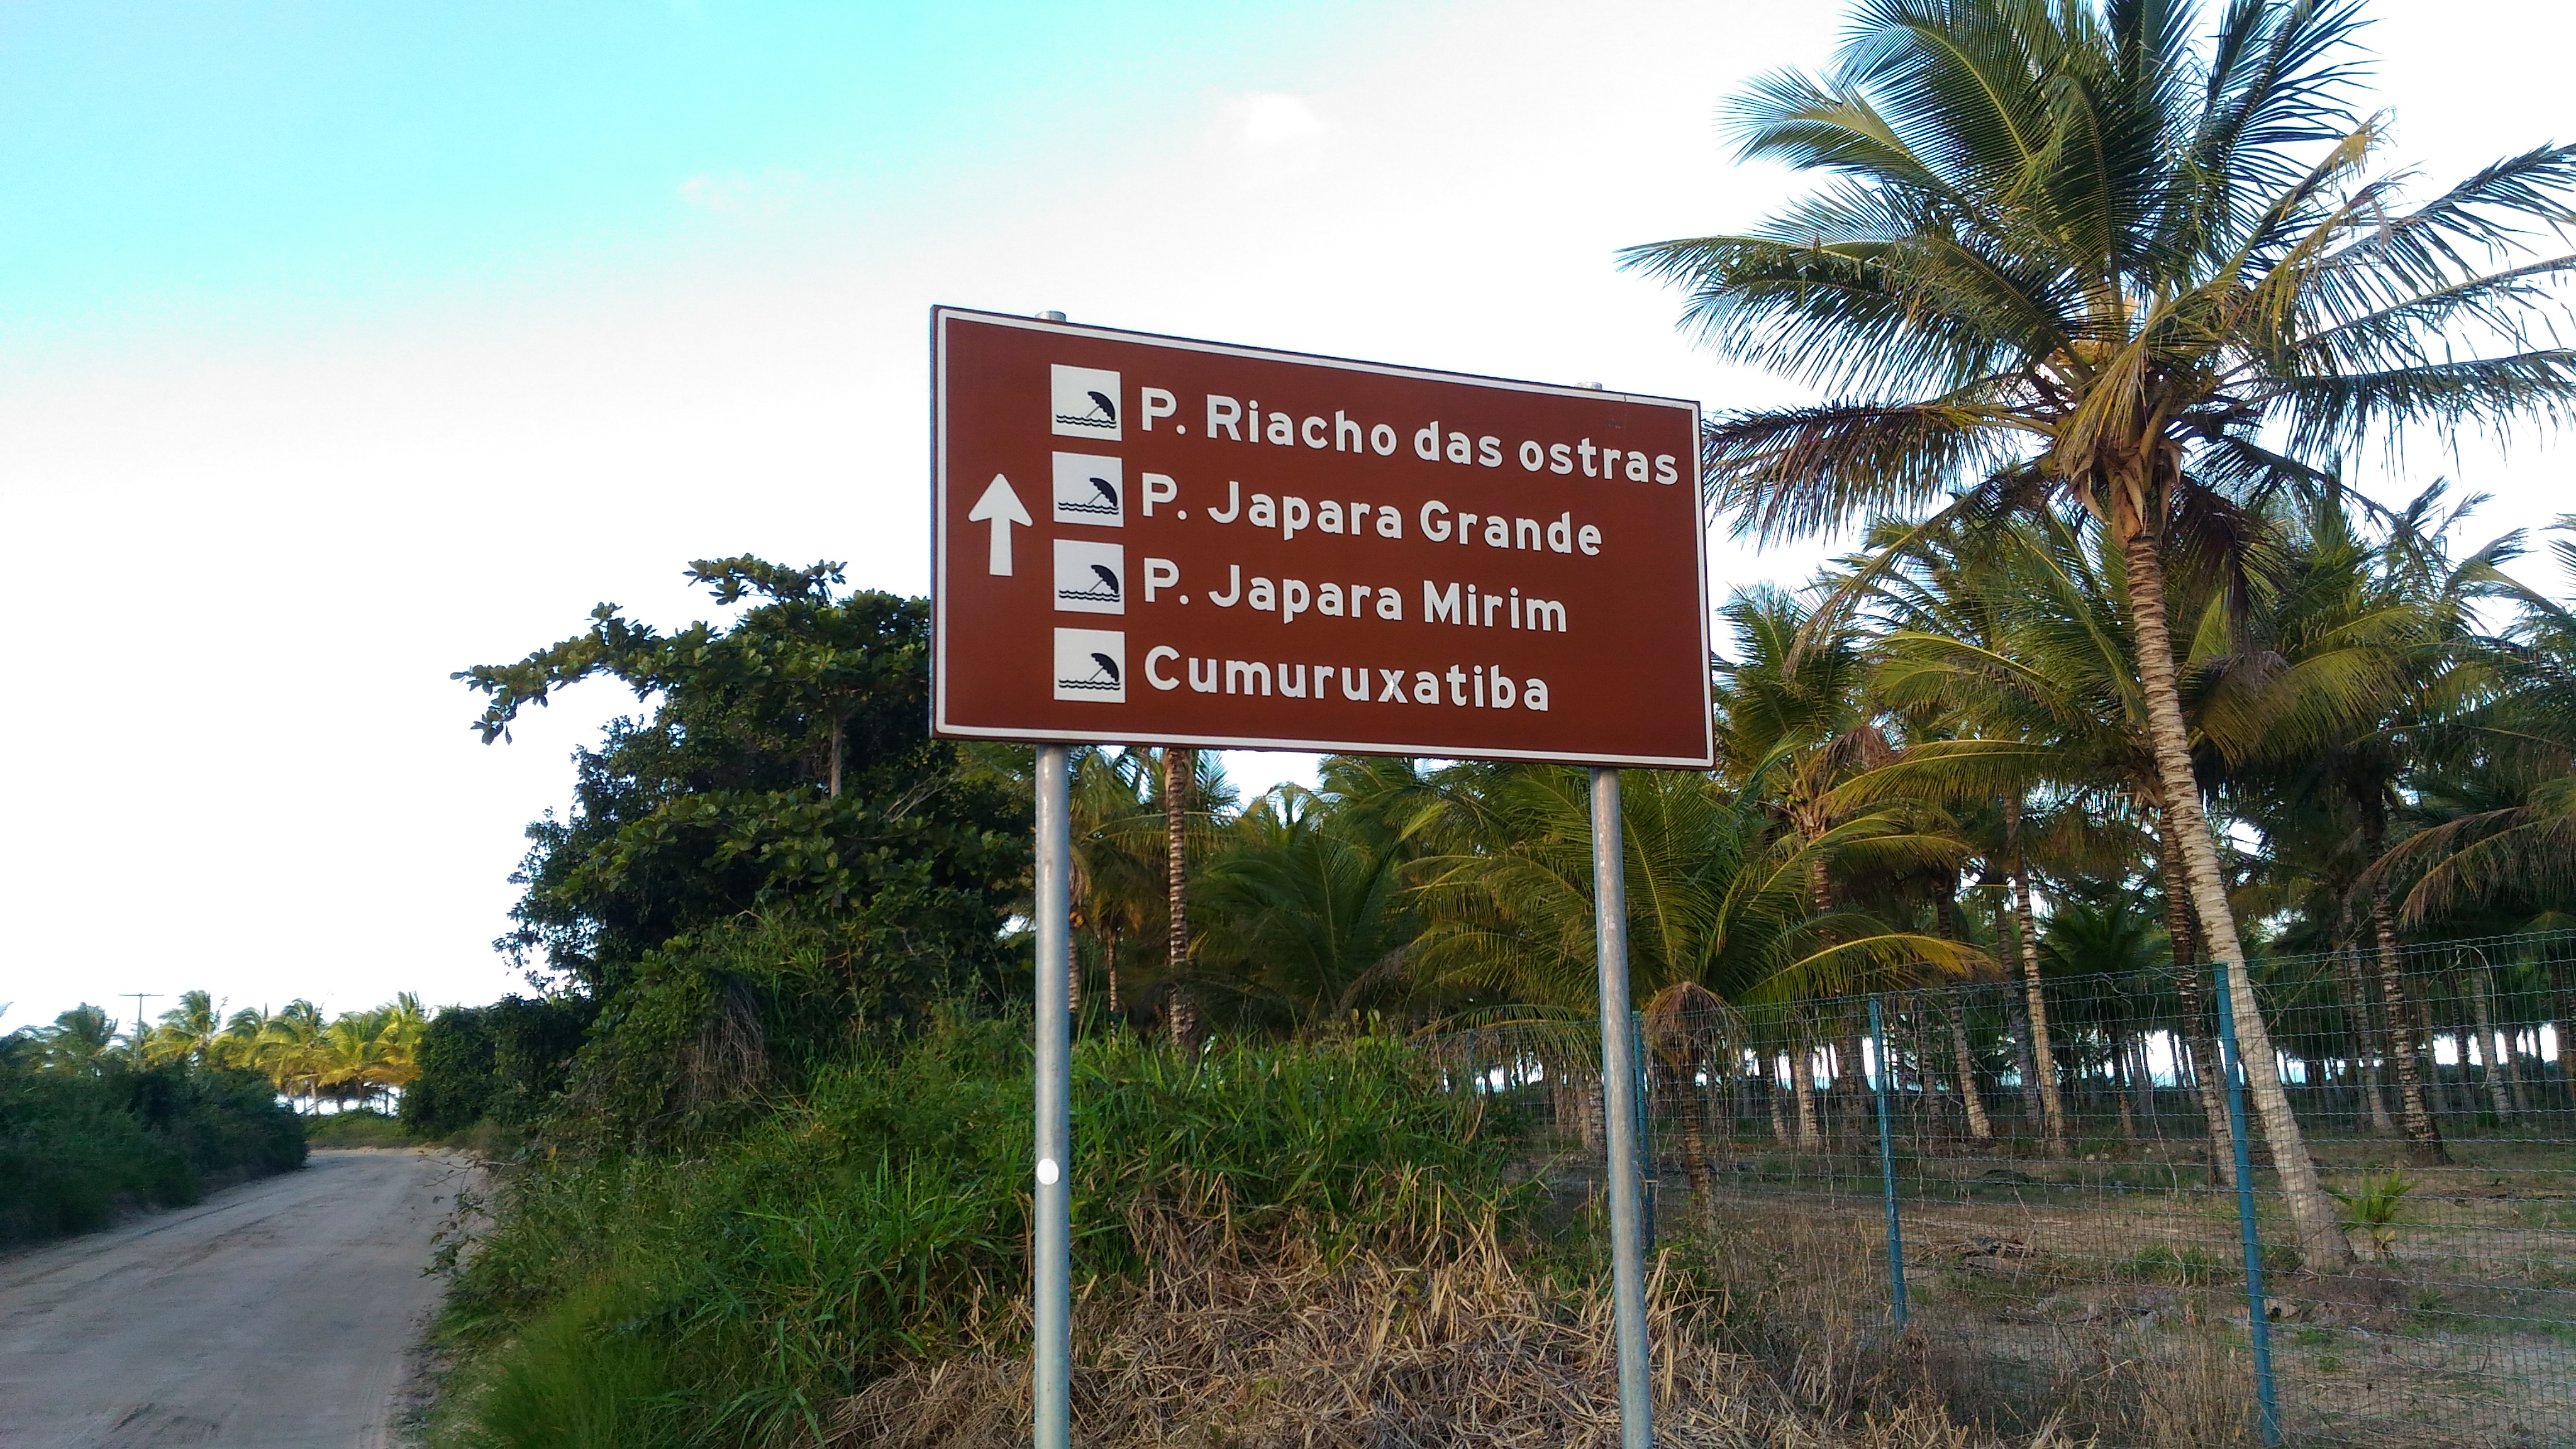 P. Riacho das ostras
P. Japara Grande
P. Japara Mirim
Cumuruxatiba